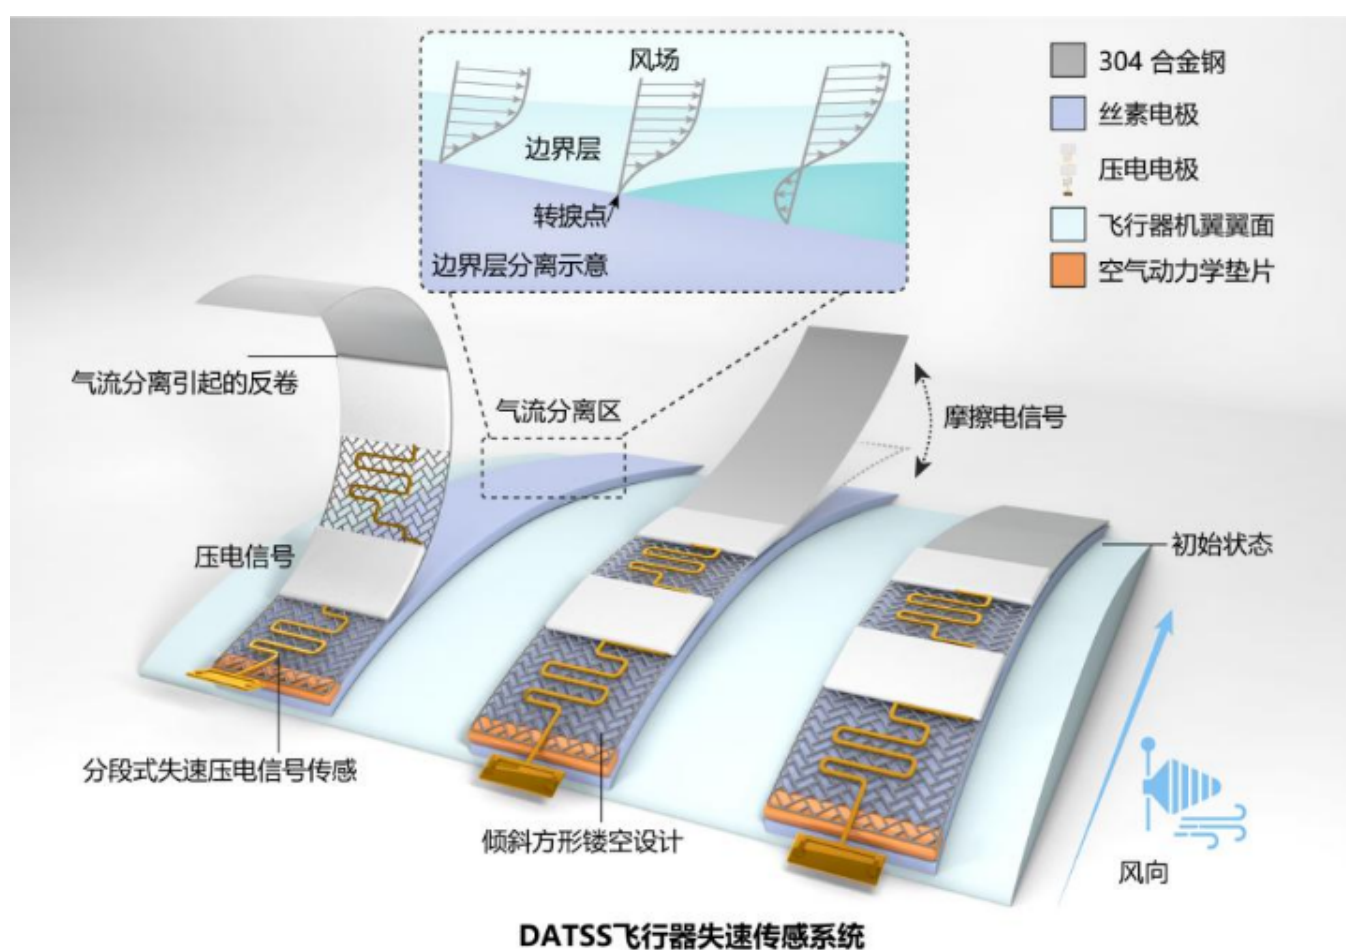 风场
边界层
转捩点
边界层分离示意
304 合金钢
丝素电极
压电电极
飞行器机翼翼面
空气动力学垫片
气流分离引起的反卷
气流分离区
摩擦电信号
压电信号
初始状态
分段式失速压电信号传感
倾斜方形镂空设计
风向
DATSS飞行器失速传感系统